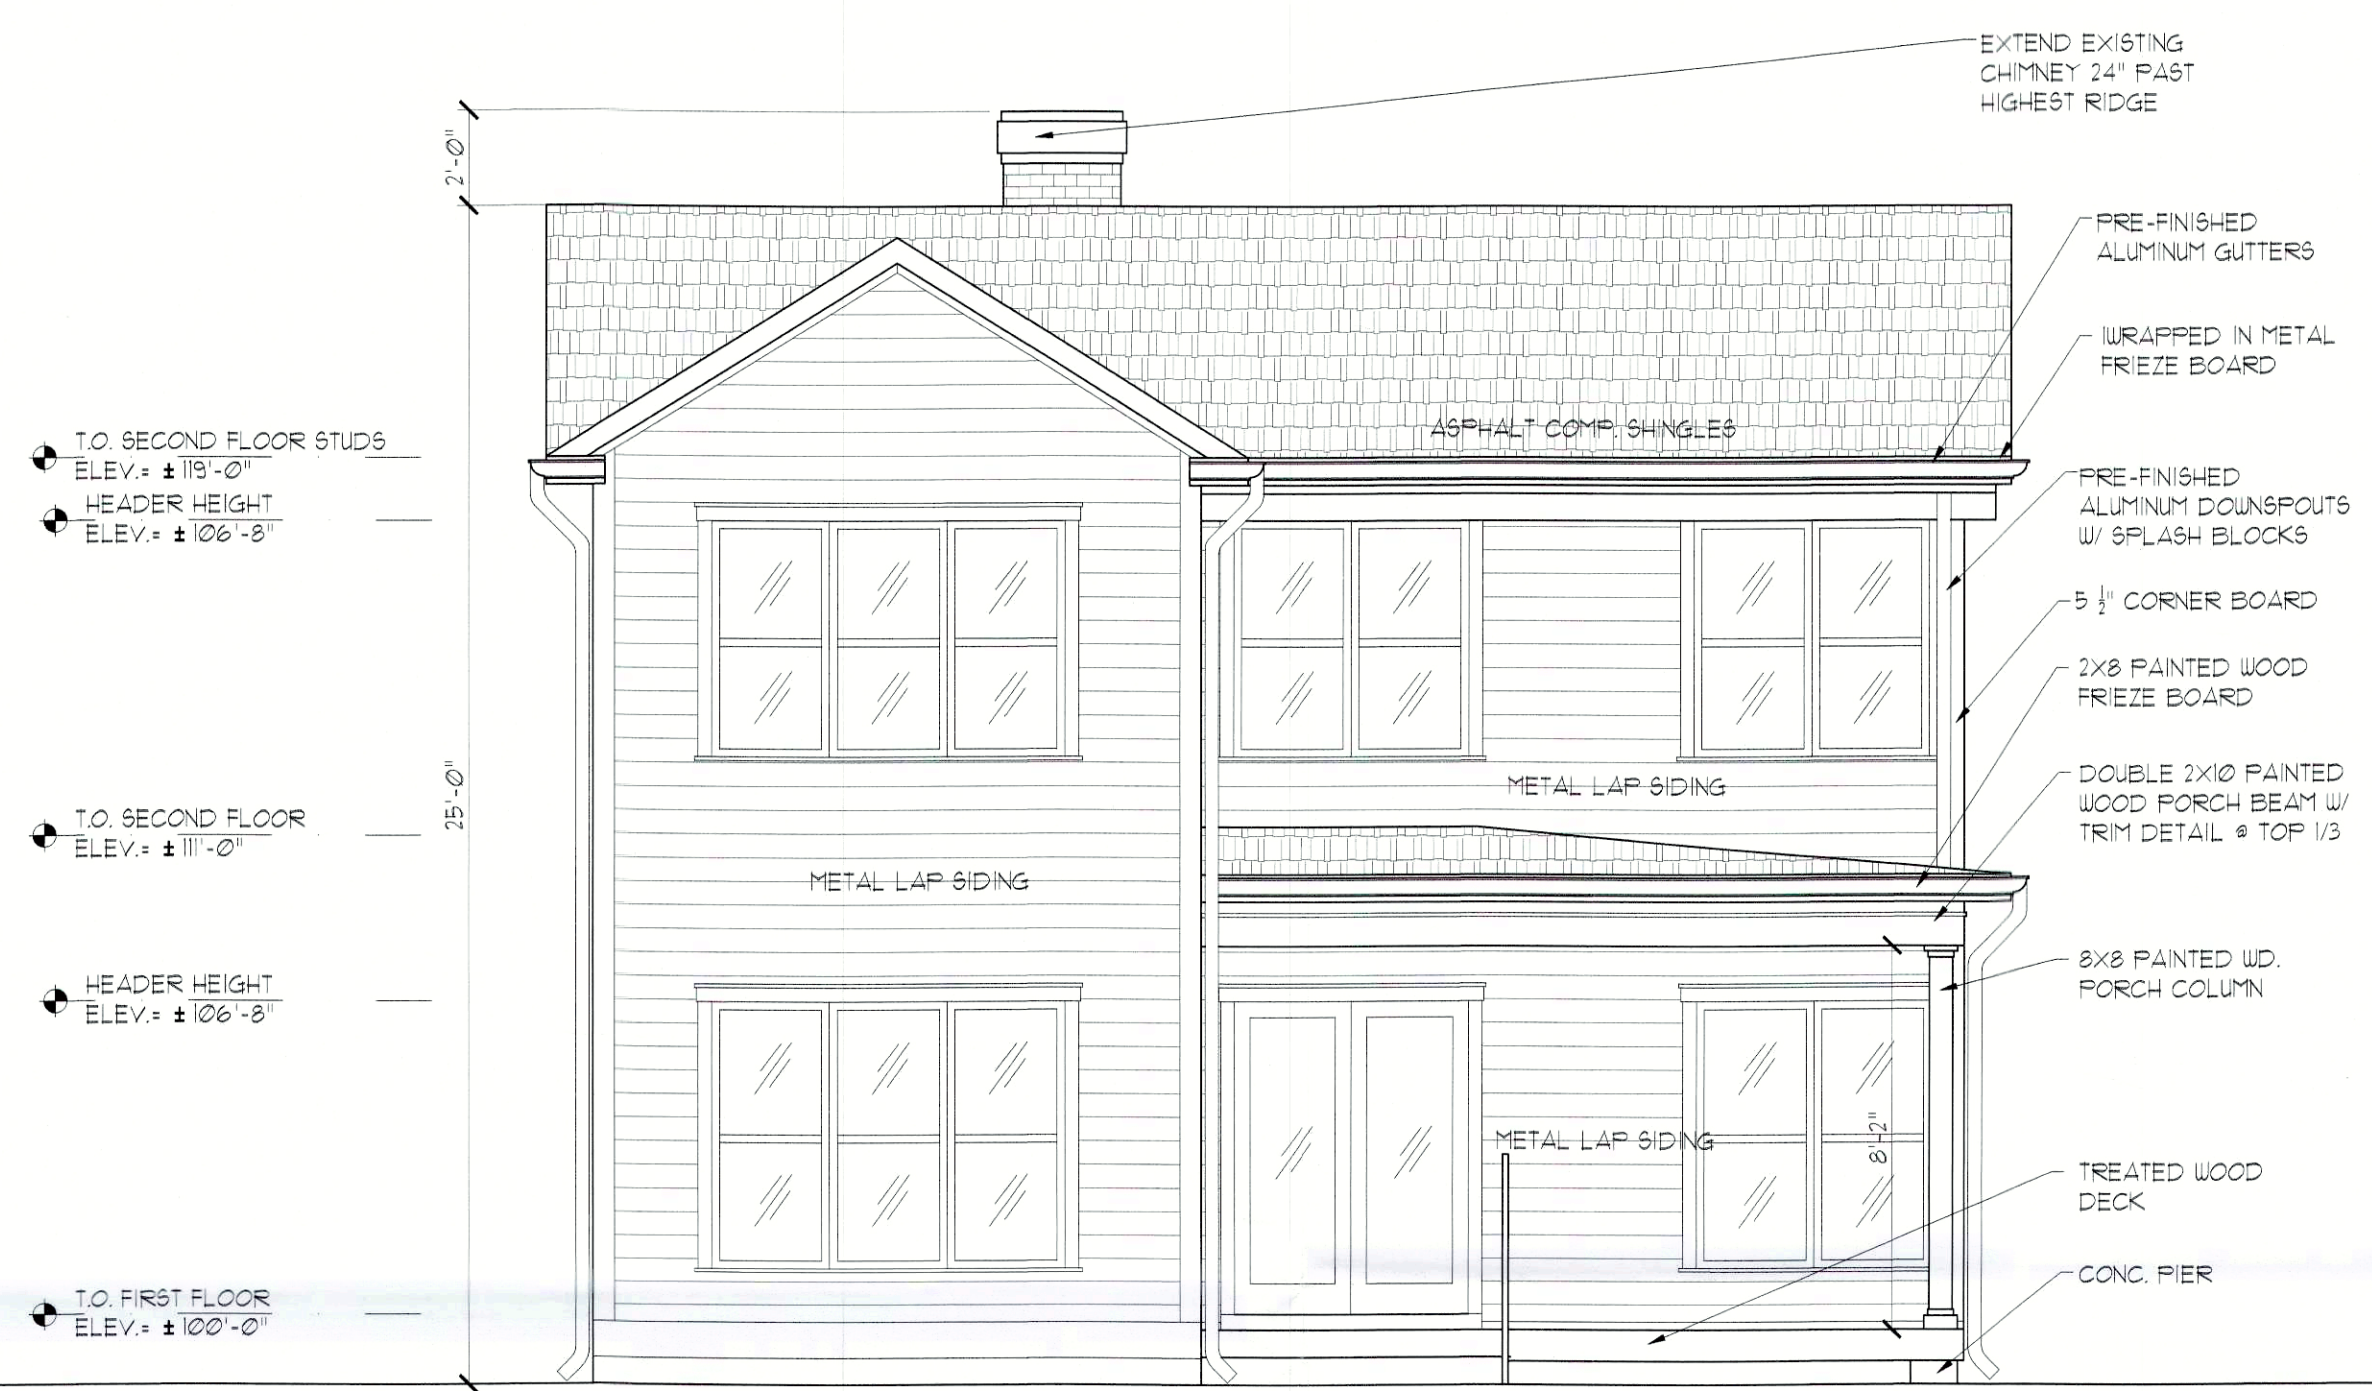 EXTEND EXISTING
CHIMNEY 24" PAST
HIGHEST RIDGE
2'-0"
PRE-FINISHED
ALUMINUM GUTTERS
WRAPPED IN METAL
FRIEZE BOARD
ASPHALT COMP. SHINGLES
T.O. SECOND FLOOR STUDS
ELEV.= ±119'-0"
HEADER HEIGHT
ELEV.= ±106'-8"
PRE-FINISHED
ALUMINUM DOWNSPOUTS
W/ SPLASH BLOCKS
5 1/2" CORNER BOARD
2X8 PAINTED WOOD
FRIEZE BOARD
25'-0"
METAL LAP SIDING
DOUBLE 2X10 PAINTED
WOOD PORCH BEAM W/
TRIM DETAIL @ TOP 1/3
T.O. SECOND FLOOR
ELEV.= ±111'-0"
METAL LAP SIDING
8X8 PAINTED WD.
PORCH COLUMN
HEADER HEIGHT
ELEV.= ±106'-8"
METAL LAP SIDING
8'-2"
TREATED WOOD
DECK
CONC. PIER
T.O. FIRST FLOOR
ELEV.= ±100'-0"